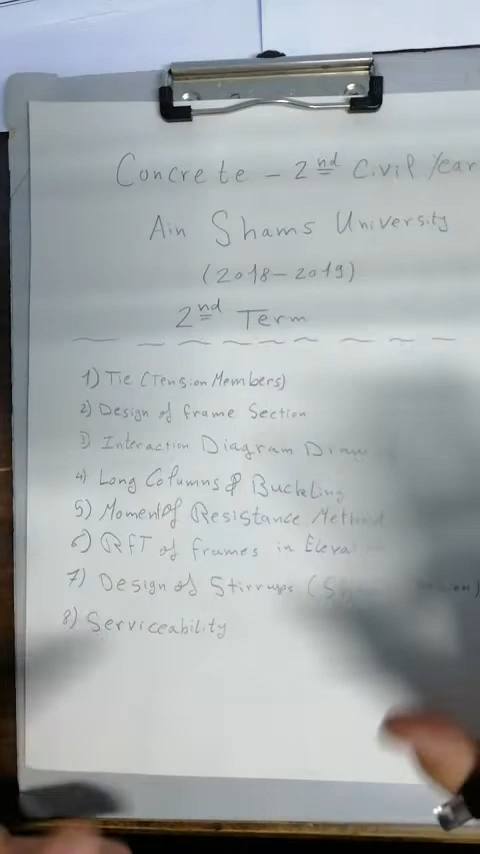 Concrete - 2nd Civil Year
Ain Shams University
(2018-2019)
2nd Term
1) Tie (Tension Members)
2) Design of frame Section
3) Interaction Diagram
4) Long Columns & Buckling
5) Moment of Resistance Method
6) RFT of frames in
7) Design of Stirrups
8) Serviceability